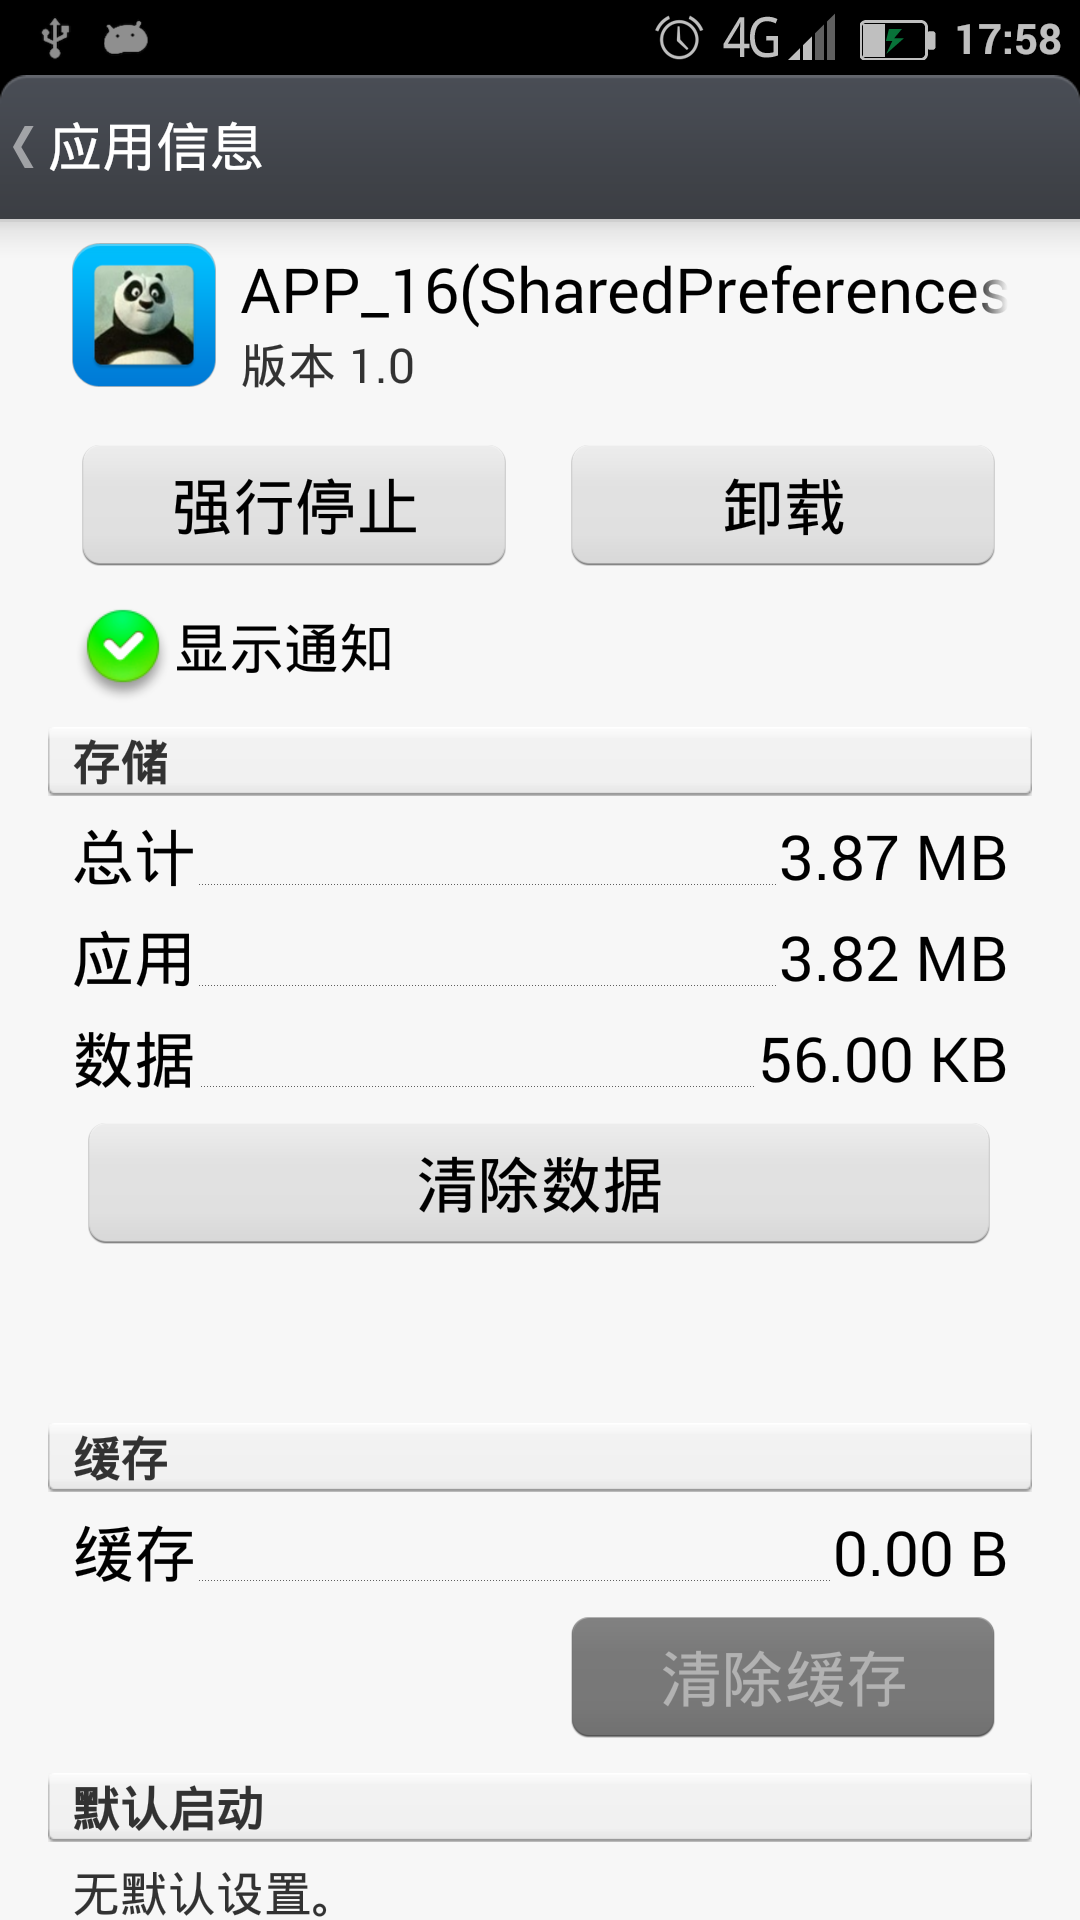 4G 17:58
应用信息
APP_16(SharedPreferences
版本 1.0
强行停止 卸载
显示通知
存储
总计 3.87 MB
应用 3.82 MB
数据 56.00 KB
清除数据
缓存
缓存 0.00 B
清除缓存
默认启动
无默认设置。